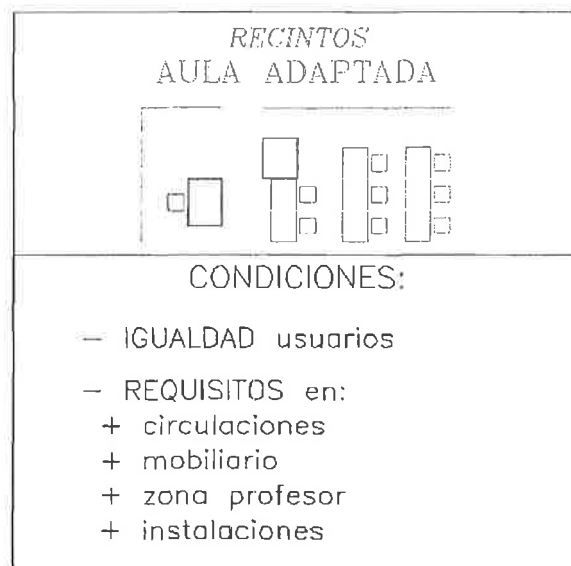 RECINTOS
AULA ADAPTADA
CONDICIONES:
– IGUALDAD usuarios
– REQUISITOS en:
+ circulaciones
+ mobiliario
+ zona profesor
+ instalaciones